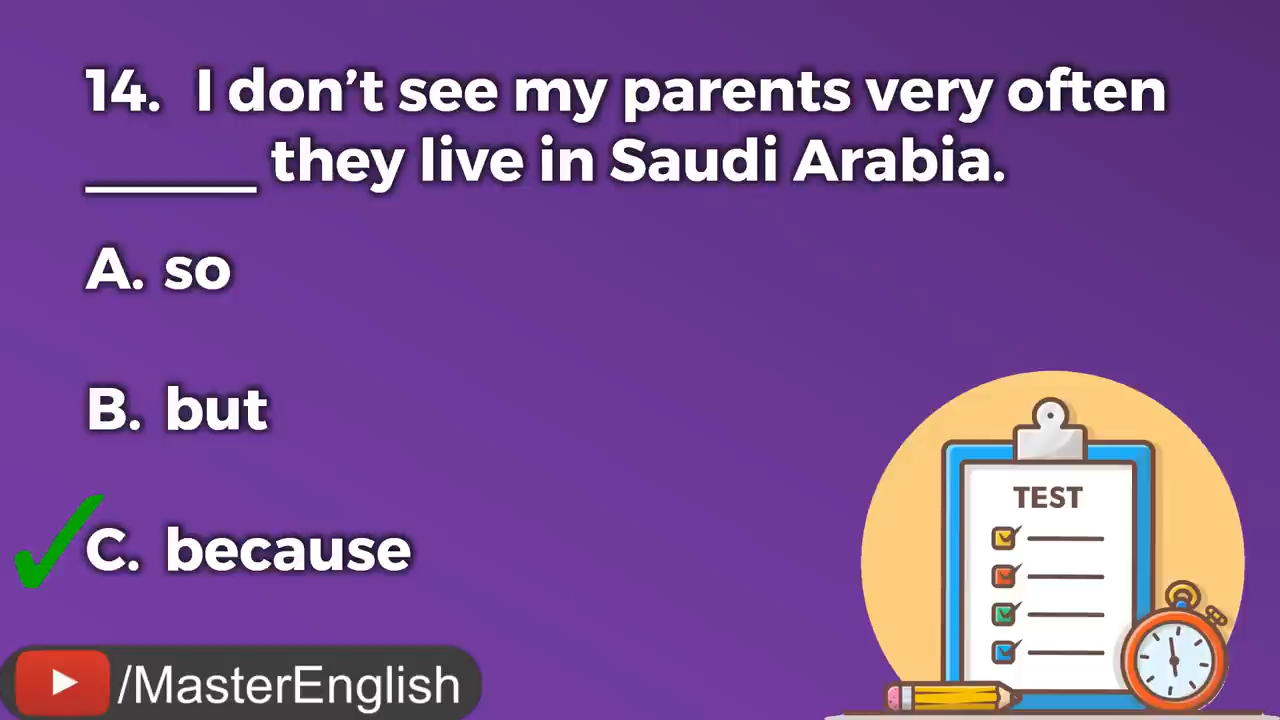 14. I don’t see my parents very often
______ they live in Saudi Arabia.
A. so
B. but
C. because
TEST
/MasterEnglish